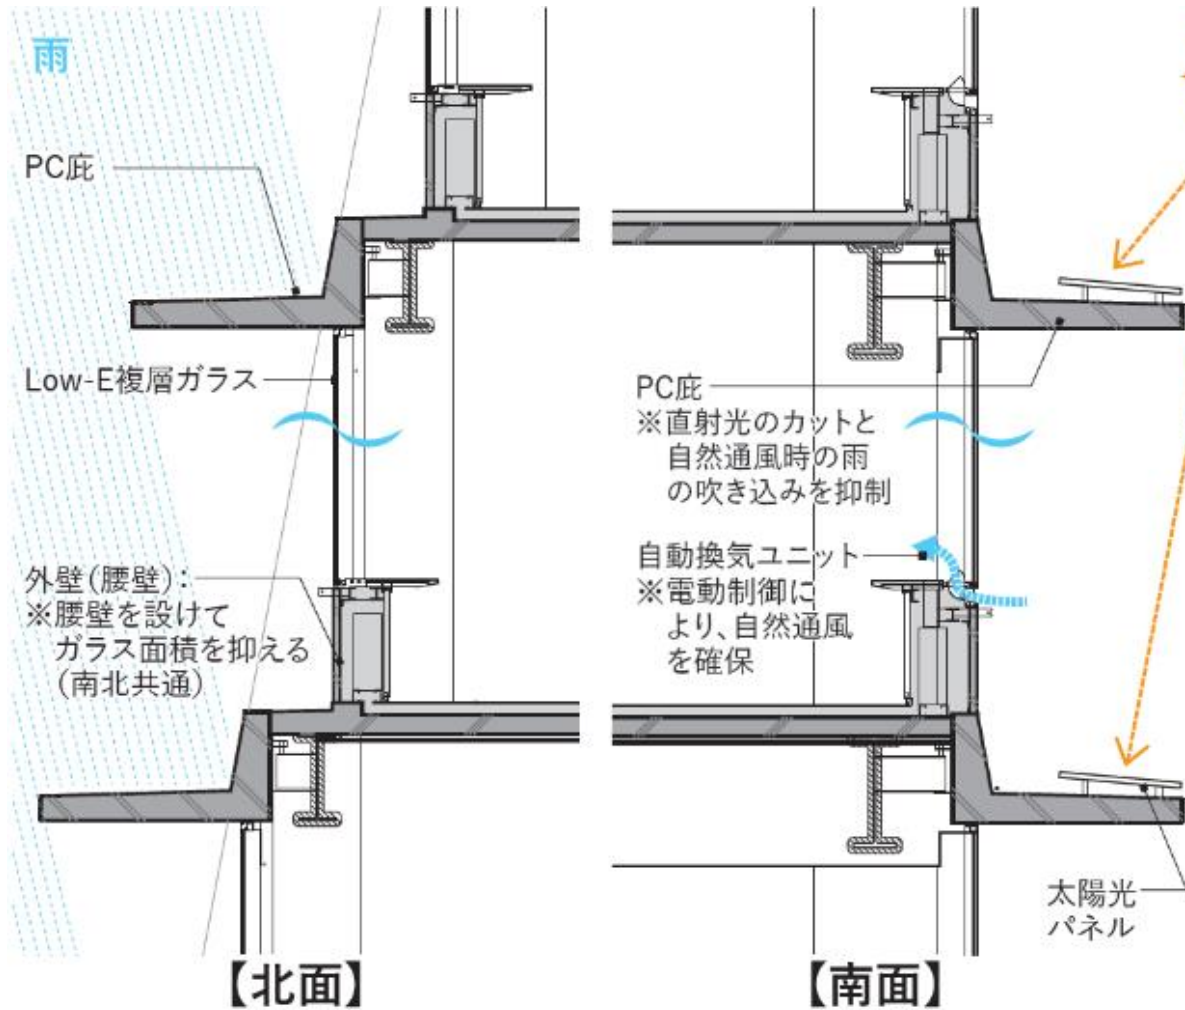 雨
PC庇
Low-E複層ガラス
外壁(腰壁):
※腰壁を設けて
ガラス面積を抑える
(南北共通)
【北面】
PC庇
※直射光のカットと
自然通風時の雨
の吹き込みを抑制
自動換気ユニット
※電動制御に
より、自然通風
を確保
太陽光
パネル
【南面】